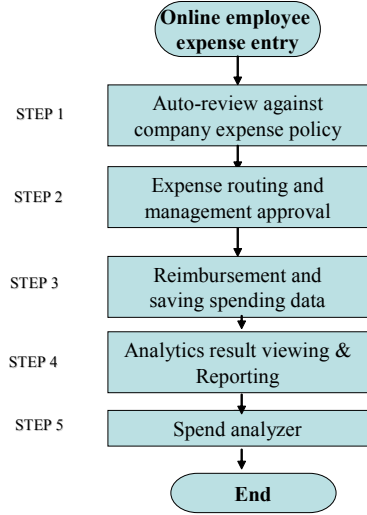 Online employee
expense entry
STEP 1
Auto-review against
company expense policy
STEP 2
Expense routing and
management approval
STEP 3
Reimbursement and
saving spending data
STEP 4
Analytics result viewing &
Reporting
STEP 5
Spend analyzer
End